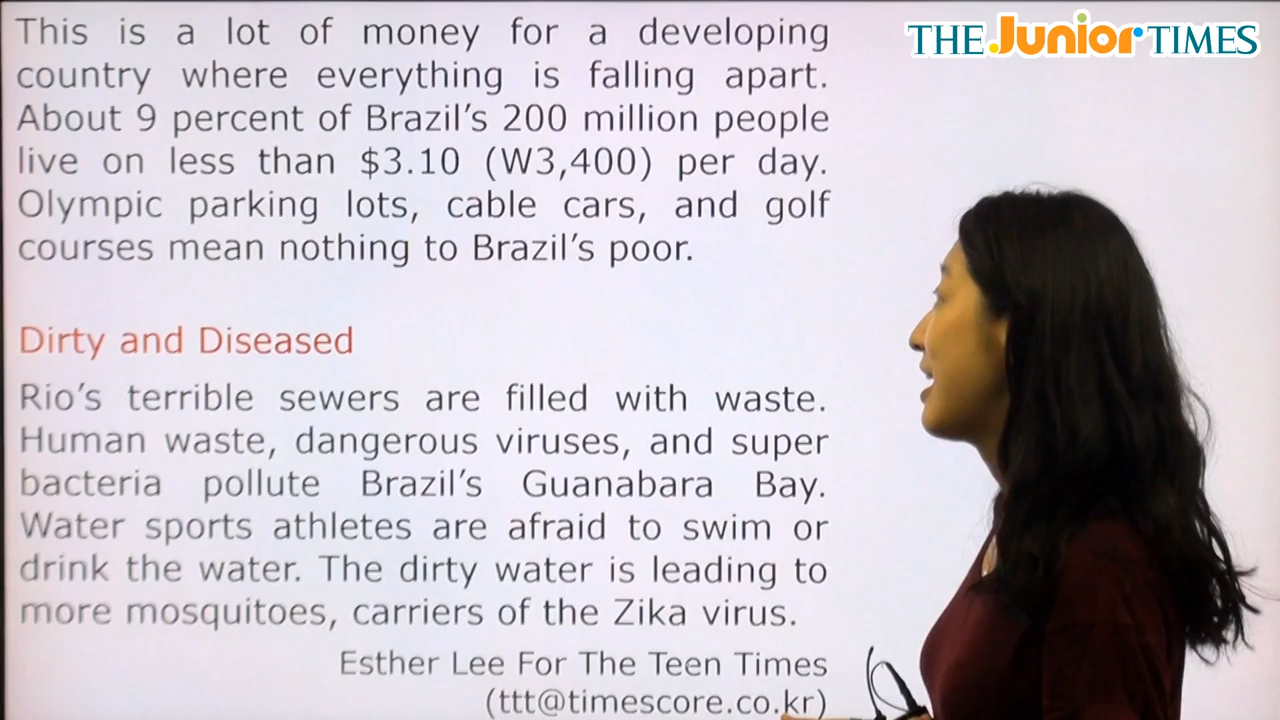 THE Junior TIMES
This is a lot of money for a developing
country where everything is falling apart.
About 9 percent of Brazil's 200 million people
live on less than $3.10 (W3,400) per day.
Olympic parking lots, cable cars, and golf
courses mean nothing to Brazil's poor.
Dirty and Diseased
Rio's terrible sewers are filled with waste.
Human waste, dangerous viruses, and super
bacteria pollute Brazil's Guanabara Bay.
Water sports athletes are afraid to swim or
drink the water. The dirty water is leading to
more mosquitoes, carriers of the Zika virus.
Esther Lee For The Teen Times
(ttt@timescore.co.kr)